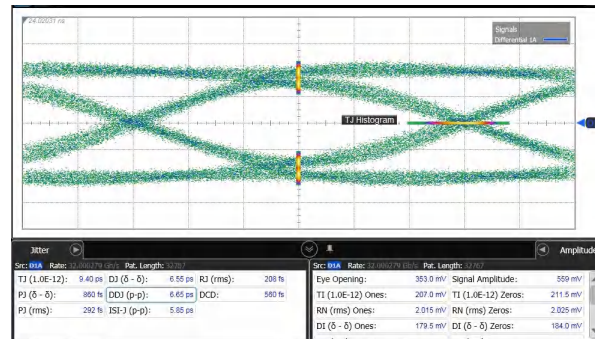 24.02031 ns
Signals
Differential 1A
TJ Histogram
Jitter
Amplitude
Src: D1A Rate: 32.000279 Gb/s Pat. Length: 32767
Src: D1A Rate: 32.000279 Gb/s Pat. Length: 32767
TJ (1.0E-12): 9.40 ps DJ (δ - δ): 6.55 ps RJ (rms): 208 fs
Eye Opening: 353.0 mV Signal Amplitude: 559 mV
PJ (δ - δ): 860 fs DDJ (p-p): 6.65 ps DCD: 560 fs
TI (1.0E-12) Ones: 207.0 mV TI (1.0E-12) Zeros: 211.5 mV
PJ (rms): 292 fs ISI-J (p-p): 5.85 ps
RN (rms) Ones: 2.015 mV RN (rms) Zeros: 2.025 mV
DI (δ - δ) Ones: 179.5 mV DI (δ - δ) Zeros: 184.0 mV